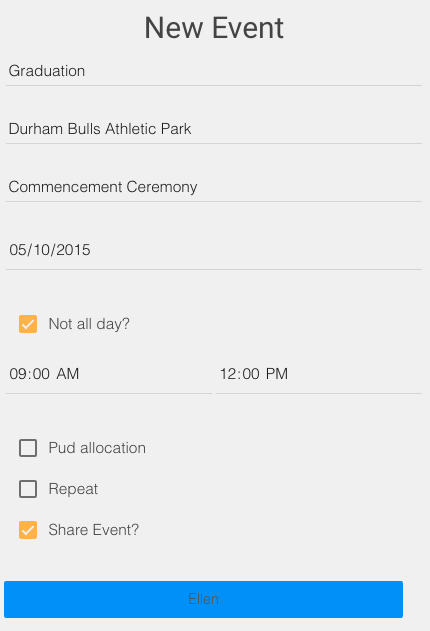 New Event
Graduation
Durham Bulls Athletic Park
Commencement Ceremony
05/10/2015
Not all day?
09:00 AM 12:00 PM
Pud allocation
Repeat
Share Event?
Ellen